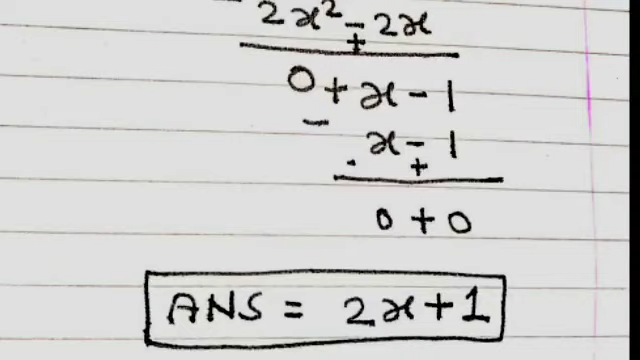 2x² - 2x
+
0 + x - 1
- x - 1
+
0 + 0
ANS = 2x+1